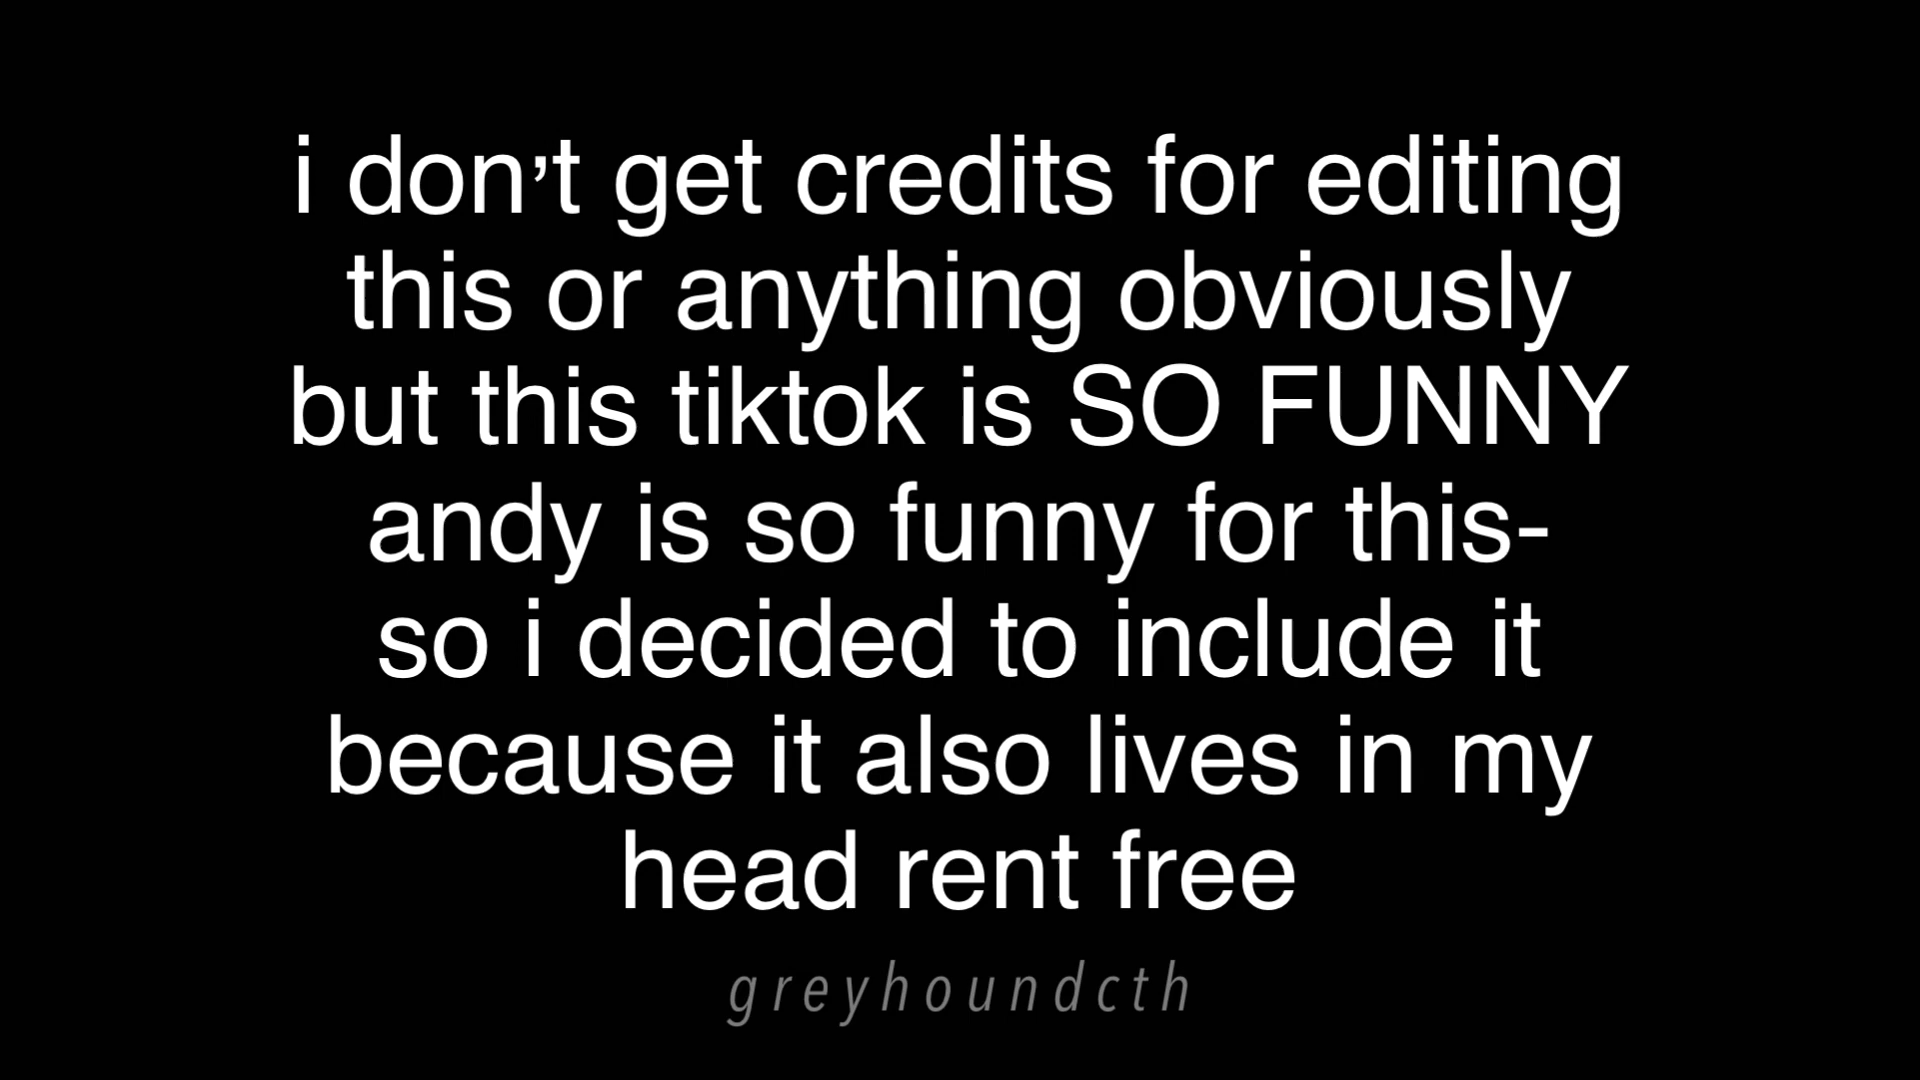 i don't get credits for editing
this or anything obviously
but this tiktok is SO FUNNY
andy is so funny for this-
so i decided to include it
because it also lives in my
head rent free
greyhoundcth